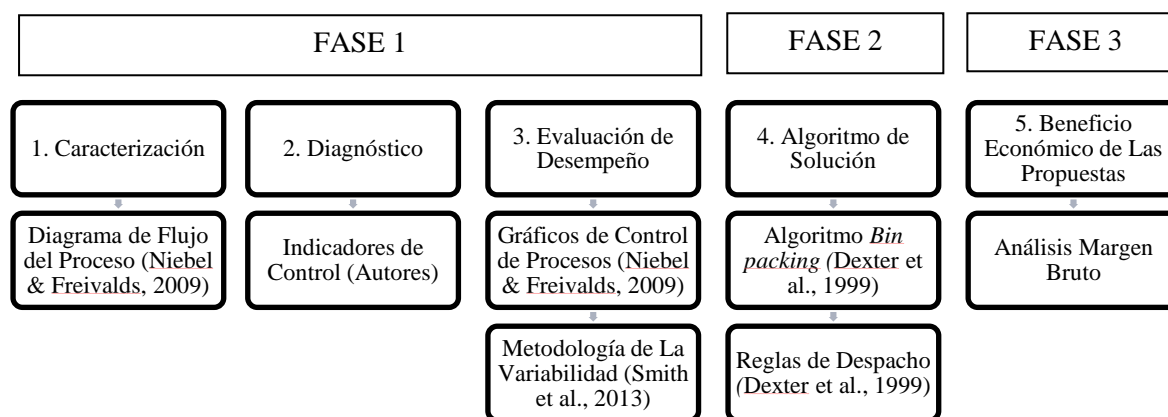 FASE 1
FASE 2
FASE 3
1. Caracterización
2. Diagnóstico
3. Evaluación de
Desempeño
4. Algoritmo de
Solución
5. Beneficio
Económico de Las
Propuestas
Diagrama de Flujo
del Proceso (Niebel
& Freivalds, 2009)
Indicadores de
Control (Autores)
Gráficos de Control
de Procesos (Niebel
& Freivalds, 2009)
Algoritmo Bin
packing (Dexter et
al., 1999)
Análisis Margen
Bruto
Metodología de La
Variabilidad (Smith
et al., 2013)
Reglas de Despacho
(Dexter et al., 1999)